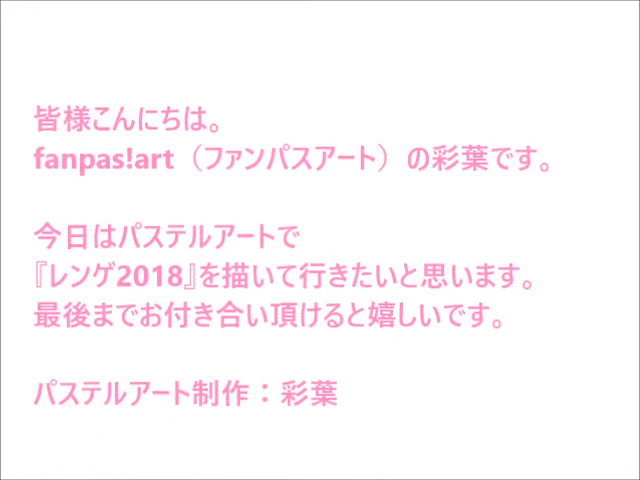 皆様こんにちは。
fanpas!art（ファンパスアート）の彩葉です。
今日はパステルアートで
『レンゲ2018』を描いて行きたいと思います。
最後までお付き合い頂けると嬉しいです。
パステルアート制作：彩葉